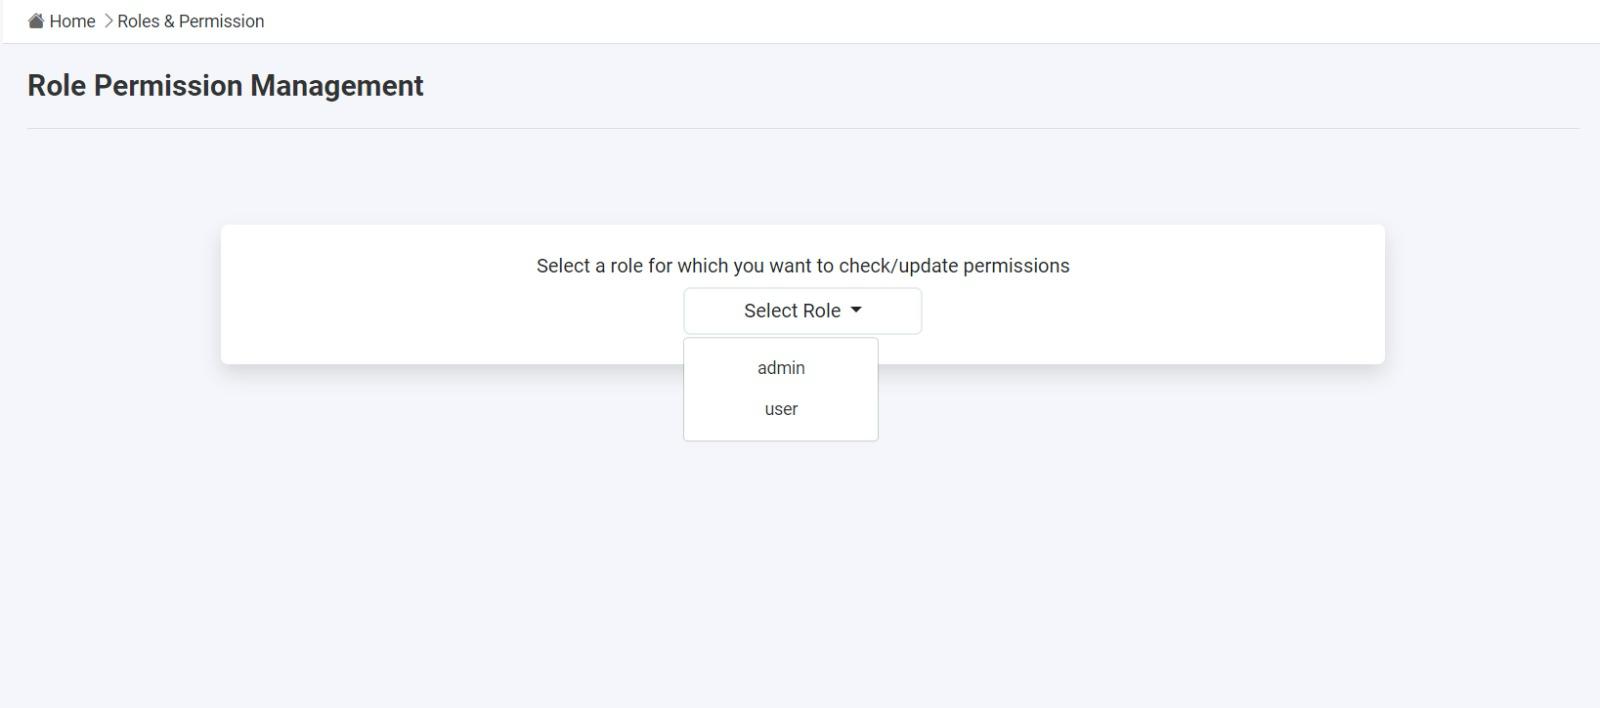 Home > Roles & Permission
Role Permission Management
Select a role for which you want to check/update permissions
Select Role
admin
user